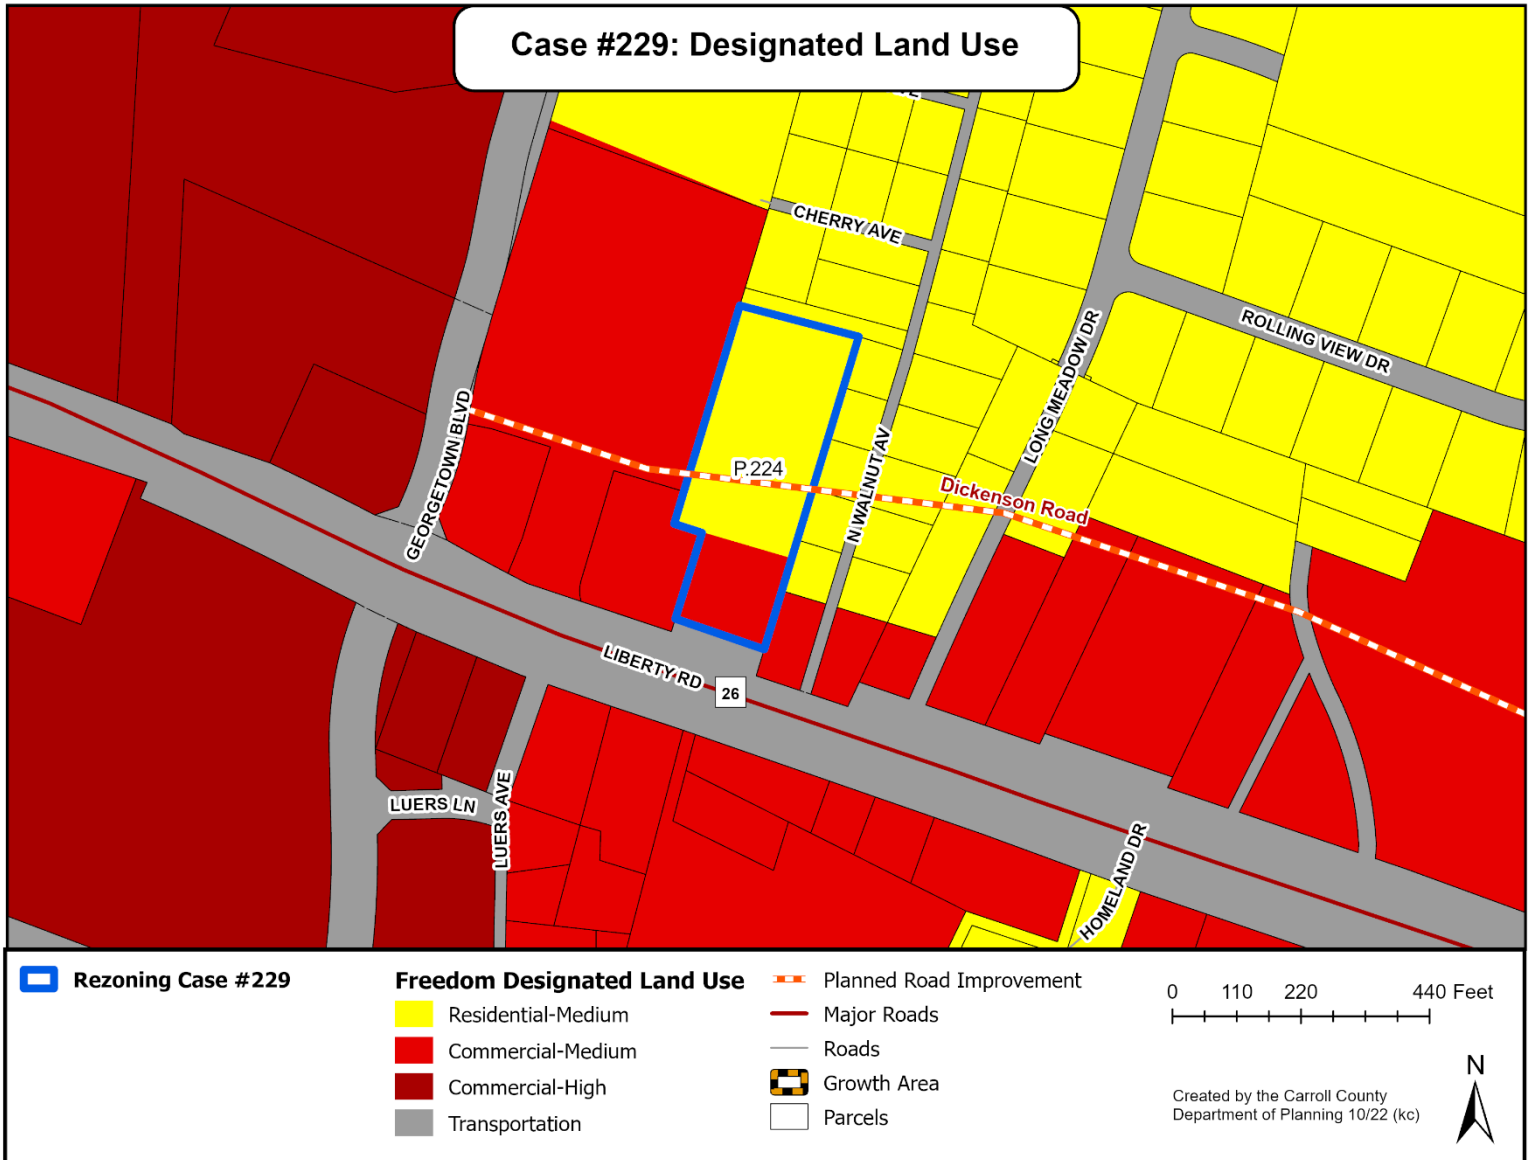 Case #229: Designated Land Use
CHERRY AVE
ROLLING VIEW DR
LONG MEADOW DR
GEORGETOWN BLVD
N WALNUT AV
P.224
Dickenson Road
LIBERTY RD
26
LUERS LN
LUERS AVE
HOMELAND DR
Rezoning Case #229
Freedom Designated Land Use
Residential-Medium
Commercial-Medium
Commercial-High
Transportation
Planned Road Improvement
Major Roads
Roads
Growth Area
Parcels
0 110 220 440 Feet
N
Created by the Carroll County
Department of Planning 10/22 (kc)